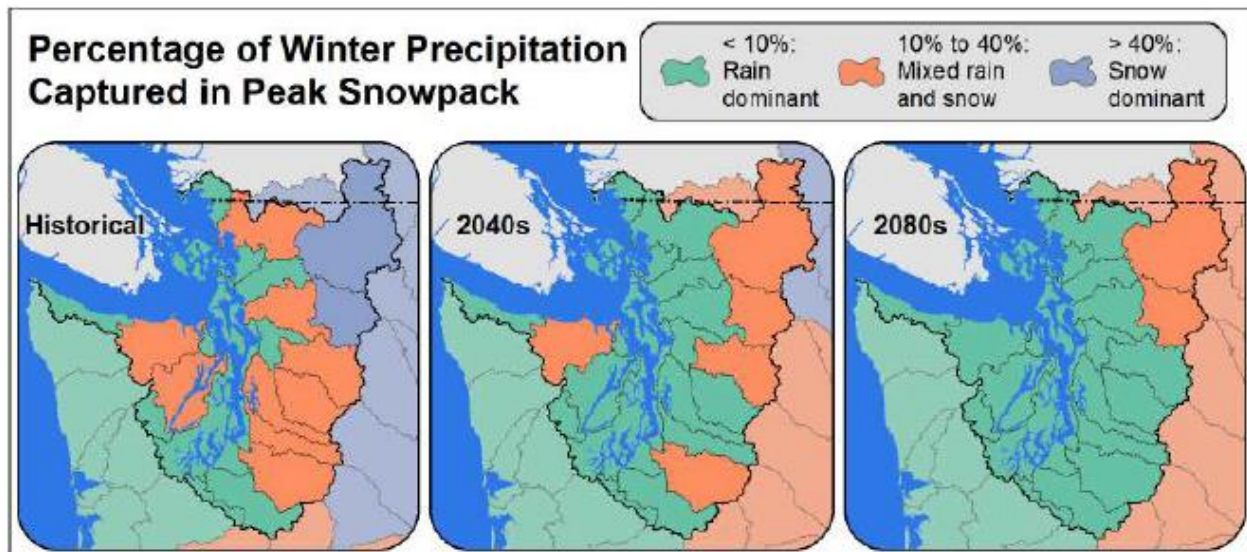 Percentage of Winter Precipitation
Captured in Peak Snowpack
< 10%:
Rain
dominant
10% to 40%:
Mixed rain
and snow
> 40%:
Snow
dominant
Historical
2040s
2080s